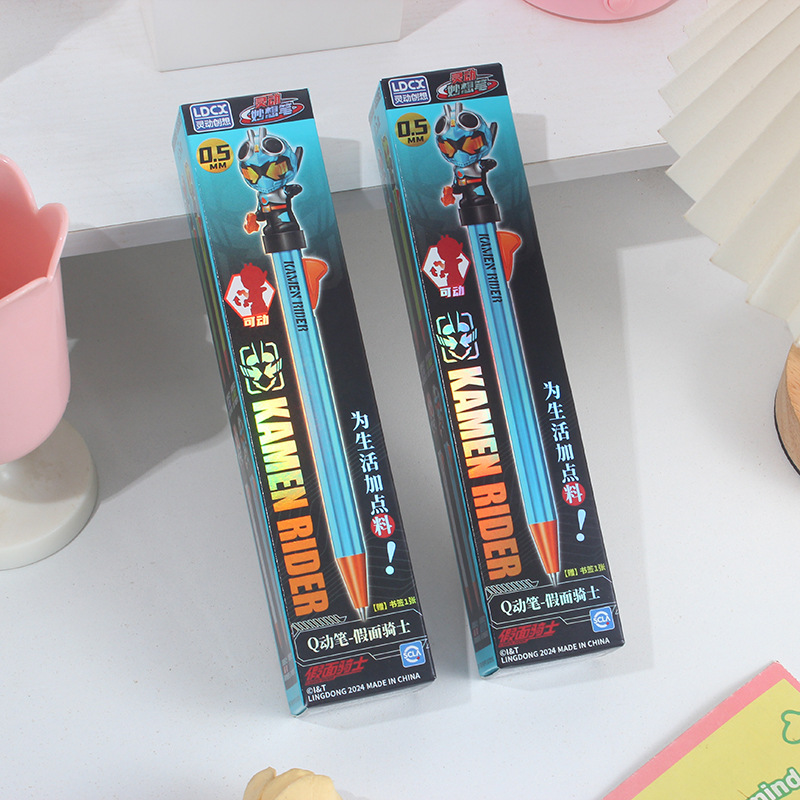 LDCX
灵动创想
灵动
妙想笔
0.5
MM
KAMEN RIDER
可动
KAMEN RIDER
为生活加点料!
【赠】书签1张
Q动笔-假面骑士
假面骑士
SCLA
©I&T
LINGDONG 2024 MADE IN CHINA
LDCX
灵动创想
灵动
妙想笔
0.5
MM
KAMEN RIDER
可动
KAMEN RIDER
为生活加点料!
【赠】书签1张
Q动笔-假面骑士
假面骑士
SCLA
©I&T
LINGDONG 2024 MADE IN CHINA
mind